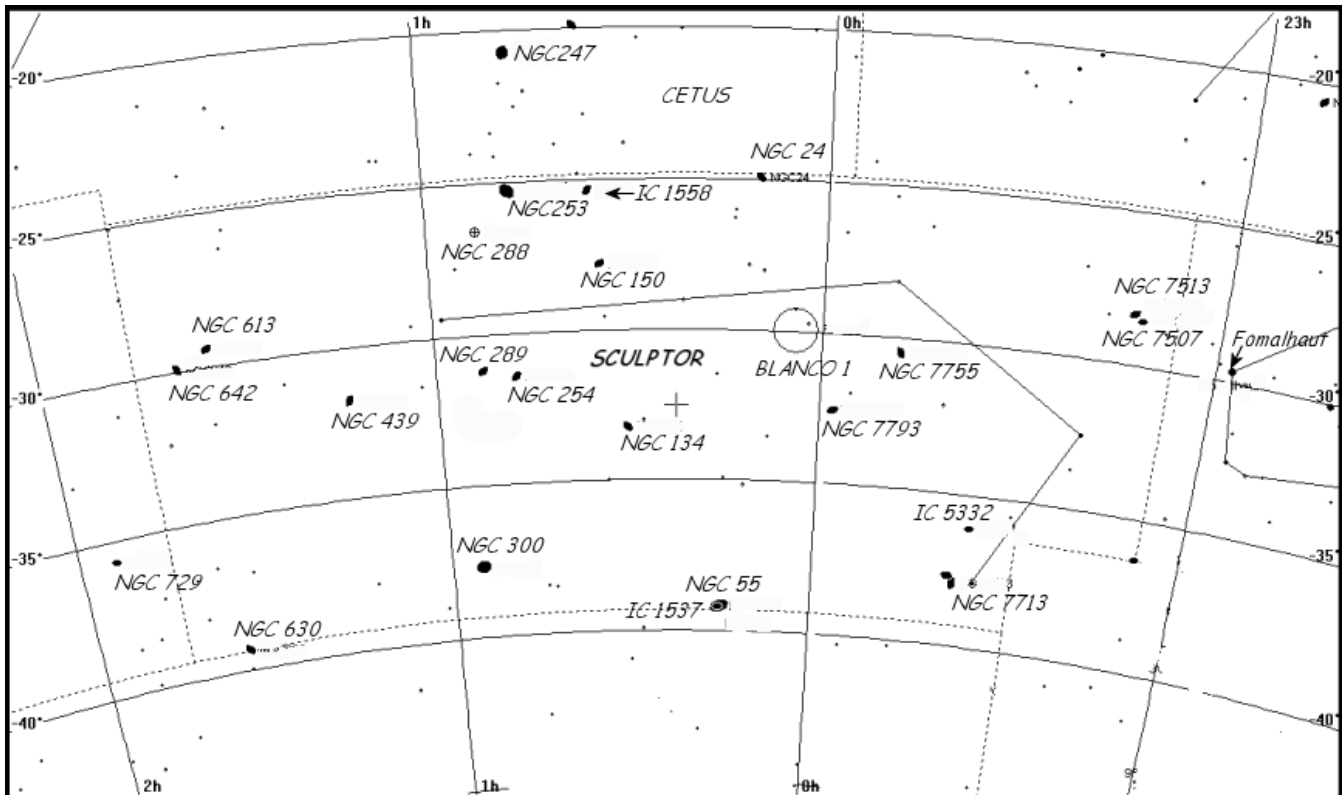 1h
0h
23h
NGC247
-20°
-20°
CETUS
NGC 24
NGC24
IC 1558
NGC253
-25°
-25°
NGC 288
NGC 150
NGC 7513
NGC 613
NGC 7507
Fomalhaut
NGC 289
SCULPTOR
BLANCO 1
NGC 7755
NGC 642
NGC 254
-30°
-30°
NGC 439
NGC 134
NGC 7793
IC 5332
NGC 300
-35°
-35°
NGC 729
NGC 55
NGC 7713
IC 1537
NGC 630
-40°
-40°
2h
1h
0h